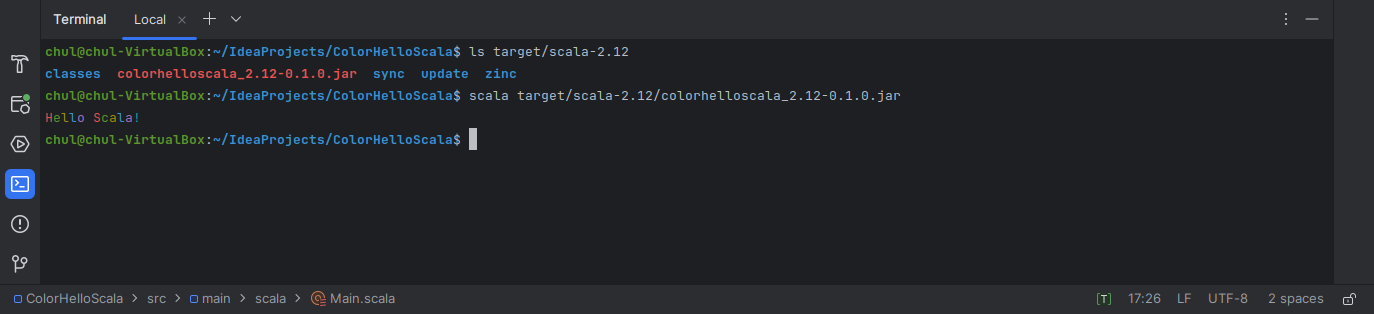 Terminal Local
chul@chul-VirtualBox:~/IdeaProjects/ColorHelloScala$ ls target/scala-2.12
classes colorhelloscala_2.12-0.1.0.jar sync update zinc
chul@chul-VirtualBox:~/IdeaProjects/ColorHelloScala$ scala target/scala-2.12/colorhelloscala_2.12-0.1.0.jar
Hello Scala!
chul@chul-VirtualBox:~/IdeaProjects/ColorHelloScala$
ColorHelloScala > src > main > scala > Main.scala [T] 17:26 LF UTF-8 2 spaces